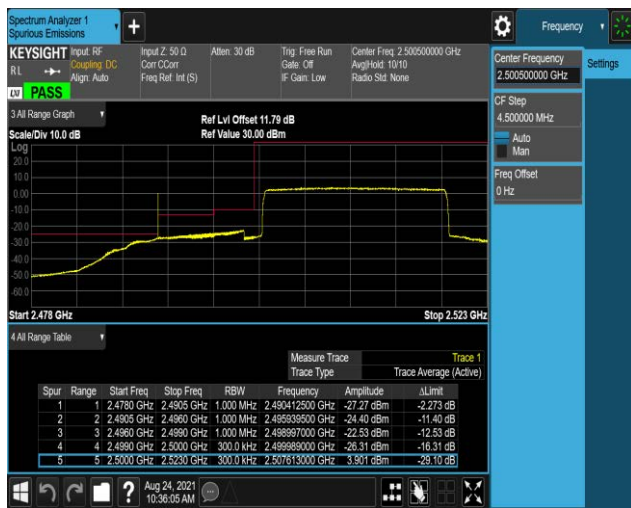 Spectrum Analyzer 1
Spurious Emissions
Frequency
KEYSIGHT
Input: RF
Coupling: DC
Align: Auto
Input Z: 50 Ω
Corr CCorr
Freq Ref: Int (S)
Atten: 30 dB
Trig: Free Run
Gate: Off
IF Gain: Low
Center Freq: 2.500500000 GHz
Avg|Hold: 10/10
Radio Std: None
R L
LXI
PASS
Center Frequency
2.500500000 GHz
Settings
CF Step
4.500000 MHz
Auto
Man
Freq Offset
0 Hz
3 All Range Graph
Ref Lvl Offset 11.79 dB
Scale/Div 10.0 dB
Ref Value 30.00 dBm
Log
20.0
10.0
0.00
-10.0
-20.0
-30.0
-40.0
-50.0
-60.0
Start 2.478 GHz
Stop 2.523 GHz
4 All Range Table
Measure Trace Trace 1
Trace Type Trace Average (Active)
Spur Range Start Freq Stop Freq RBW Frequency Amplitude ΔLimit
1 1 2.4780 GHz 2.4905 GHz 1.000 MHz 2.490412500 GHz -27.27 dBm -2.273 dB
2 2 2.4905 GHz 2.4960 GHz 1.000 MHz 2.495939500 GHz -24.40 dBm -11.40 dB
3 3 2.4960 GHz 2.4990 GHz 1.000 MHz 2.498997000 GHz -22.53 dBm -12.53 dB
4 4 2.4990 GHz 2.5000 GHz 300.0 kHz 2.499989000 GHz -26.31 dBm -16.31 dB
5 5 2.5000 GHz 2.5230 GHz 300.0 kHz 2.507613000 GHz 3.901 dBm -29.10 dB
?
Aug 24, 2021
10:36:05 AM